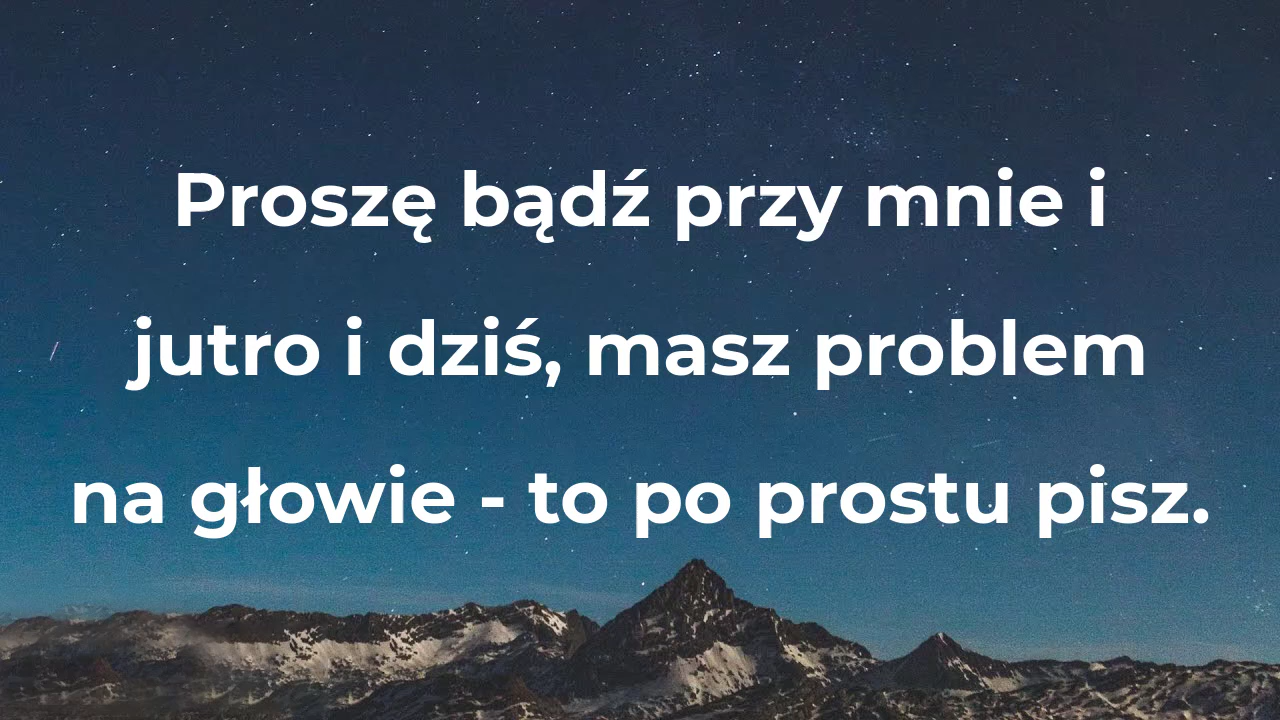 Proszę bądź przy mnie i
jutro i dziś, masz problem
na głowie - to po prostu pisz.